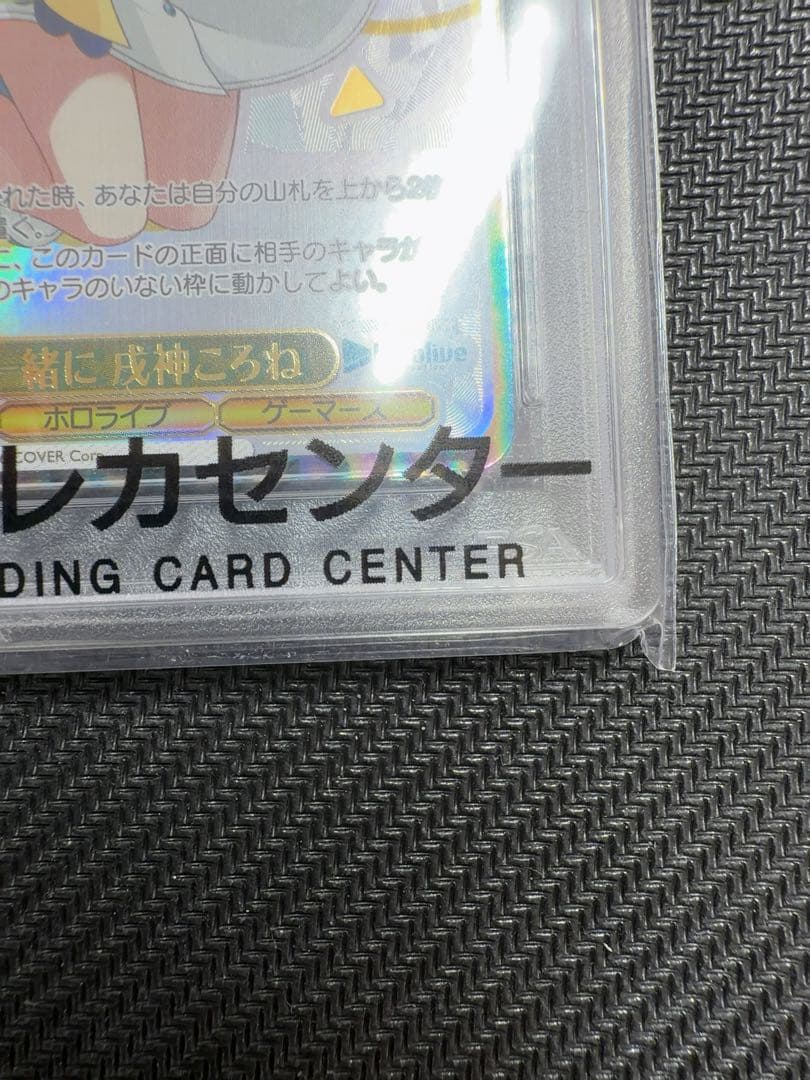 れた時、あなたは自分の山札を上から2
く。
、このカードの正面に相手のキャラが
のキャラのいない枠に動かしてよい。
一緒に 戌神ころね
hololive
ホロライブ ゲーマーズ
COVER Corp
レカセンター
DING CARD CENTER